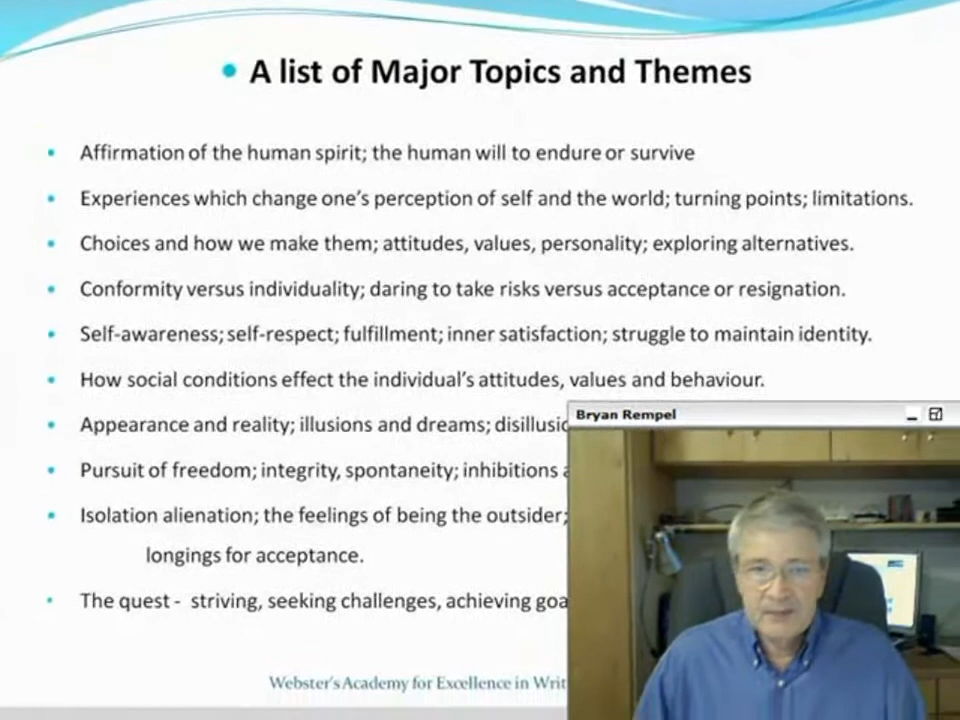 • A list of Major Topics and Themes
• Affirmation of the human spirit; the human will to endure or survive
• Experiences which change one's perception of self and the world; turning points; limitations.
• Choices and how we make them; attitudes, values, personality; exploring alternatives.
• Conformity versus individuality; daring to take risks versus acceptance or resignation.
• Self-awareness; self-respect; fulfillment; inner satisfaction; struggle to maintain identity.
• How social conditions effect the individual's attitudes, values and behaviour.
• Appearance and reality; illusions and dreams;
• Pursuit of freedom; integrity, spontaneity; inhibitions
• Isolation alienation; the feelings of being the outsider;
longings for acceptance.
• The quest - striving, seeking challenges, achieving
Webster's Academy for Excellence in
Bryan Rempel